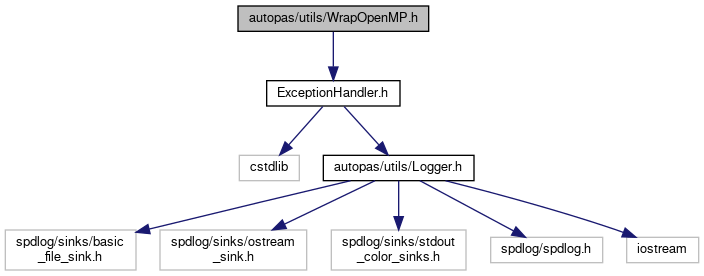 autopas/utils/WrapOpenMP.h
ExceptionHandler.h
cstdlib
autopas/utils/Logger.h
spdlog/sinks/basic
_file_sink.h
spdlog/sinks/ostream
_sink.h
spdlog/sinks/stdout
_color_sinks.h
spdlog/spdlog.h
iostream